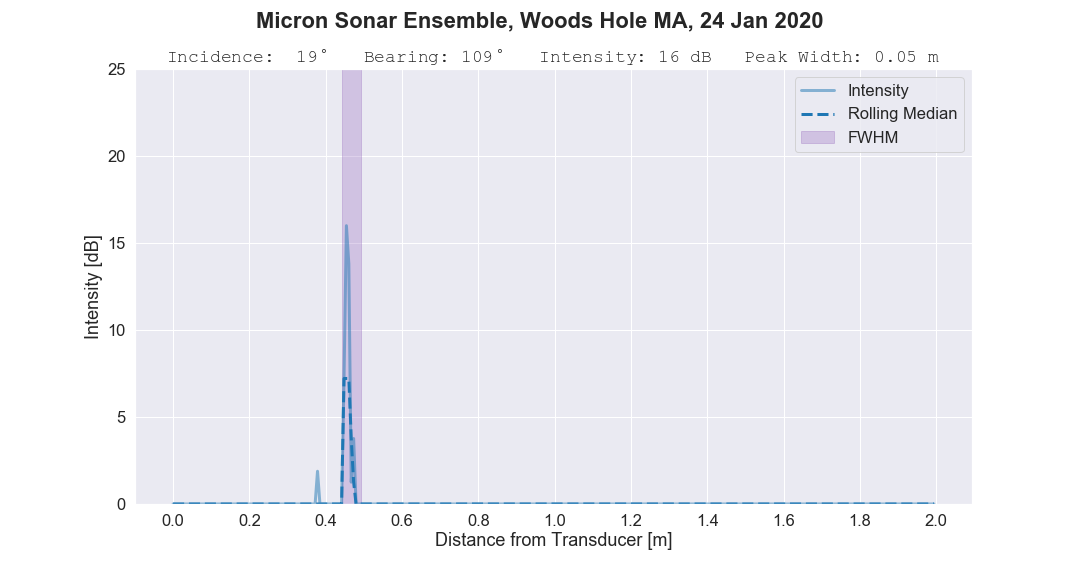 Micron Sonar Ensemble, Woods Hole MA, 24 Jan 2020
Incidence:  19˚   Bearing: 109˚   Intensity: 16 dB   Peak Width: 0.05 m
Intensity
Rolling Median
FWHM
25
20
15
10
5
0
Intensity [dB]
0.0 0.2 0.4 0.6 0.8 1.0 1.2 1.4 1.6 1.8 2.0
Distance from Transducer [m]